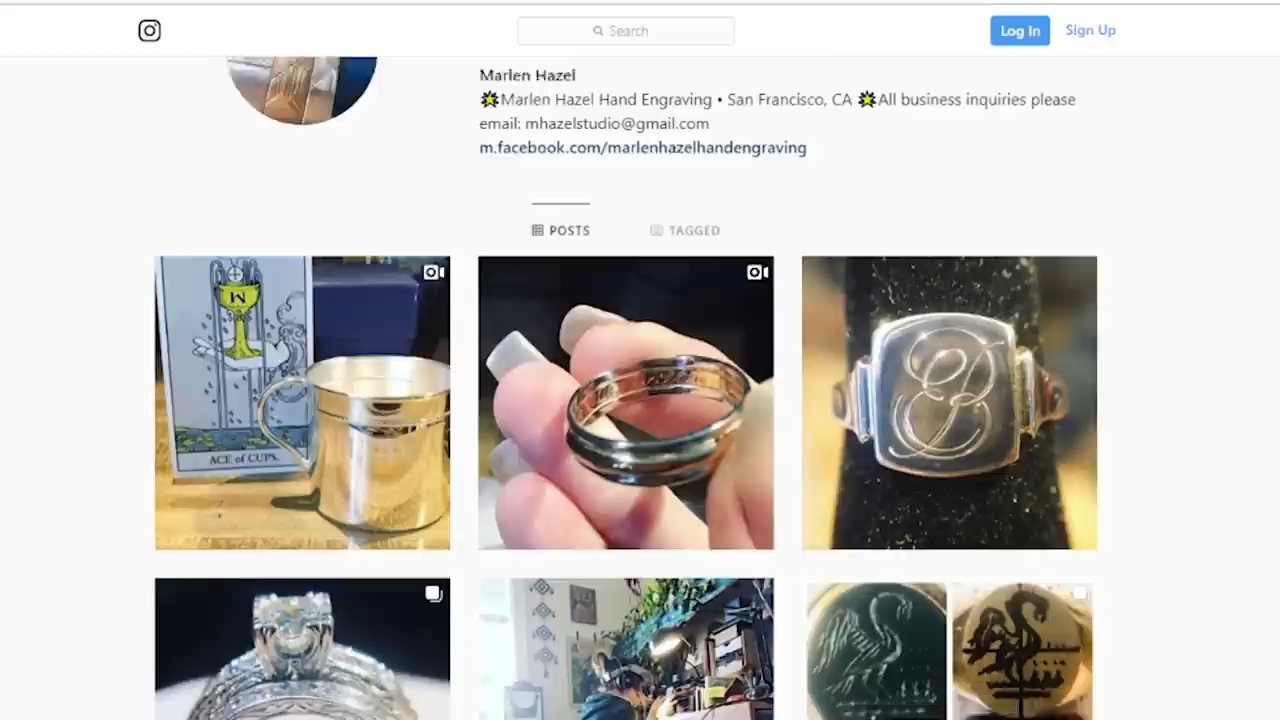 Search
Log In
Sign Up
Marlen Hazel
Marlen Hazel Hand Engraving • San Francisco, CA All business inquiries please
email: mhazelstudio@gmail.com
m.facebook.com/marlenhazelhandengraving
POSTS
TAGGED
ACE of CUPS.